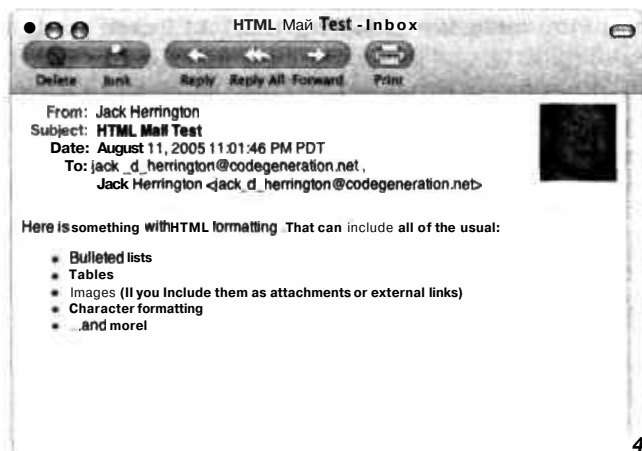 HTML Май Test - Inbox
Delete Junk Reply Reply All Forward Print
From: Jack Herrington
Subject: HTML Mail Test
Date: August 11, 2005 11:01:46 PM PDT
To: jack_d_herrington@codegeneration.net,
Jack Herrington <jack_d_herrington@codegeneration.net>
Here is something with HTML formatting. That can include all of the usual:
• Bulleted lists
• Tables
• Images (II you Include them as attachments or external links)
• Character formatting
• ...and morel
4